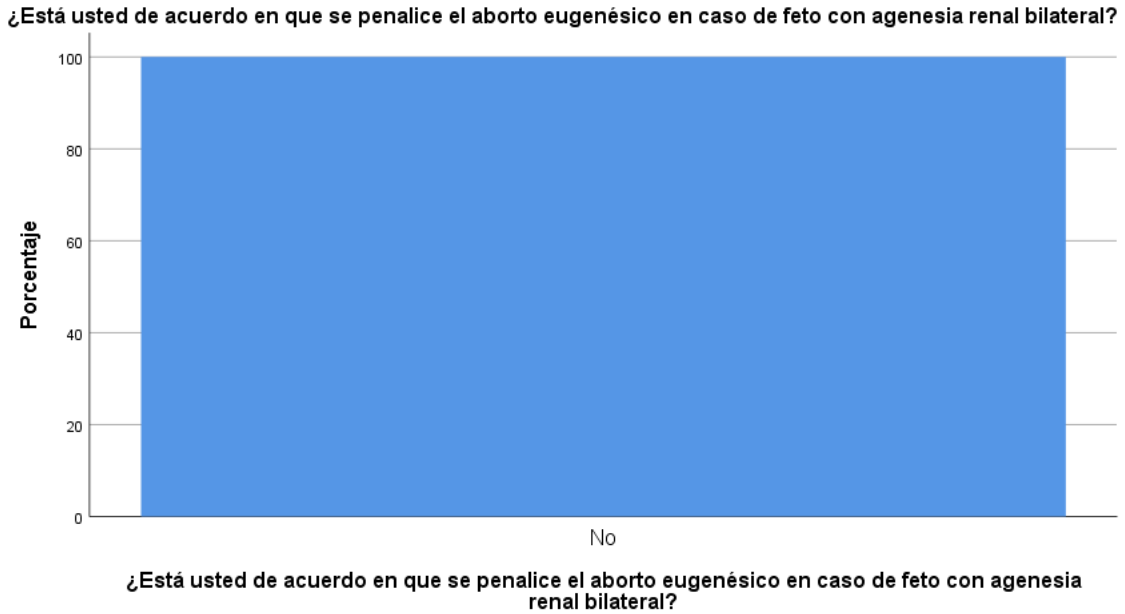 ¿Está usted de acuerdo en que se penalice el aborto eugenésico en caso de feto con agenesia renal bilateral?
100
80
60
40
20
0
Porcentaje
No
¿Está usted de acuerdo en que se penalice el aborto eugenésico en caso de feto con agenesia
renal bilateral?